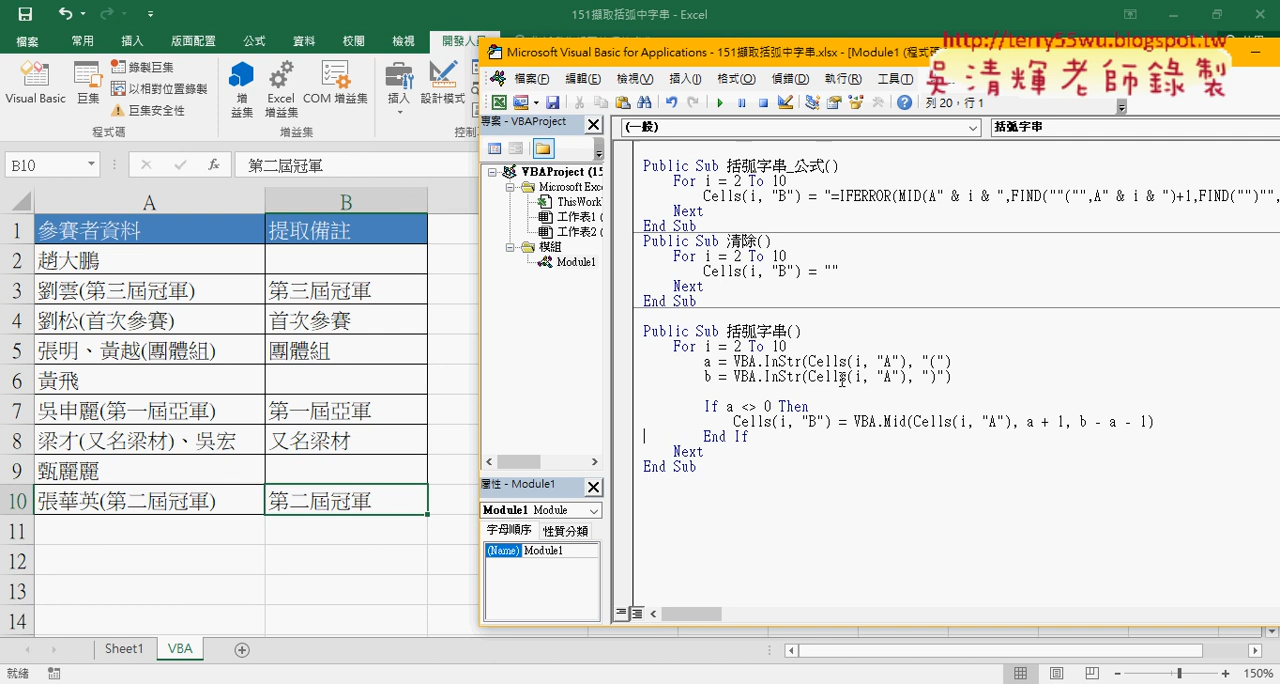 151擷取括弧中字串 - Excel
檔案 常用 插入 版面配置 公式 資料 校閱 檢視 開發人
Visual Basic 巨集 錄製巨集 以相對位置錄製 巨集安全性 程式碼
增益集 Excel 增益集 COM 增益集 增益集
插入 設計模式
B10 fx 第二屆冠軍
A B
1 參賽者資料 提取備註
2 趙大鵬
3 劉雲(第三屆冠軍) 第三屆冠軍
4 劉松(首次參賽) 首次參賽
5 張明、黃越(團體組) 團體組
6 黃飛
7 吳申麗(第一屆亞軍) 第一屆亞軍
8 梁才(又名梁材)、吳宏 又名梁材
9 甄麗麗
10 張華英(第二屆冠軍) 第二屆冠軍
11
12
13
14
Sheet1 VBA
就緒
150%
Microsoft Visual Basic for Applications - 151擷取括弧中字串.xlsx - [Module1 (程式碼
http://terry55wu.blogspot.tw
吳清輝老師錄製
檔案(F) 編輯(E) 檢視(V) 插入(I) 格式(O) 偵錯(D) 執行(R) 工具(T)
列 20，行 1
專案 - VBAProject
VBAProject (15
Microsoft Exc
ThisWork
工作表1
工作表2
模組
Module1
屬性 - Module1
Module1 Module
字母順序 性質分類
(Name) Module1
(一般) 括弧字串
Public Sub 括弧字串_公式()
For i = 2 To 10
Cells(i, "B") = "=IFERROR(MID(A" & i & ",FIND(""("",A" & i & ")+1,FIND("")"",
Next
End Sub
Public Sub 清除()
For i = 2 To 10
Cells(i, "B") = ""
Next
End Sub
Public Sub 括弧字串()
For i = 2 To 10
a = VBA.InStr(Cells(i, "A"), "(")
b = VBA.InStr(Cells(i, "A"), ")")
If a <> 0 Then
Cells(i, "B") = VBA.Mid(Cells(i, "A"), a + 1, b - a - 1)
End If
Next
End Sub